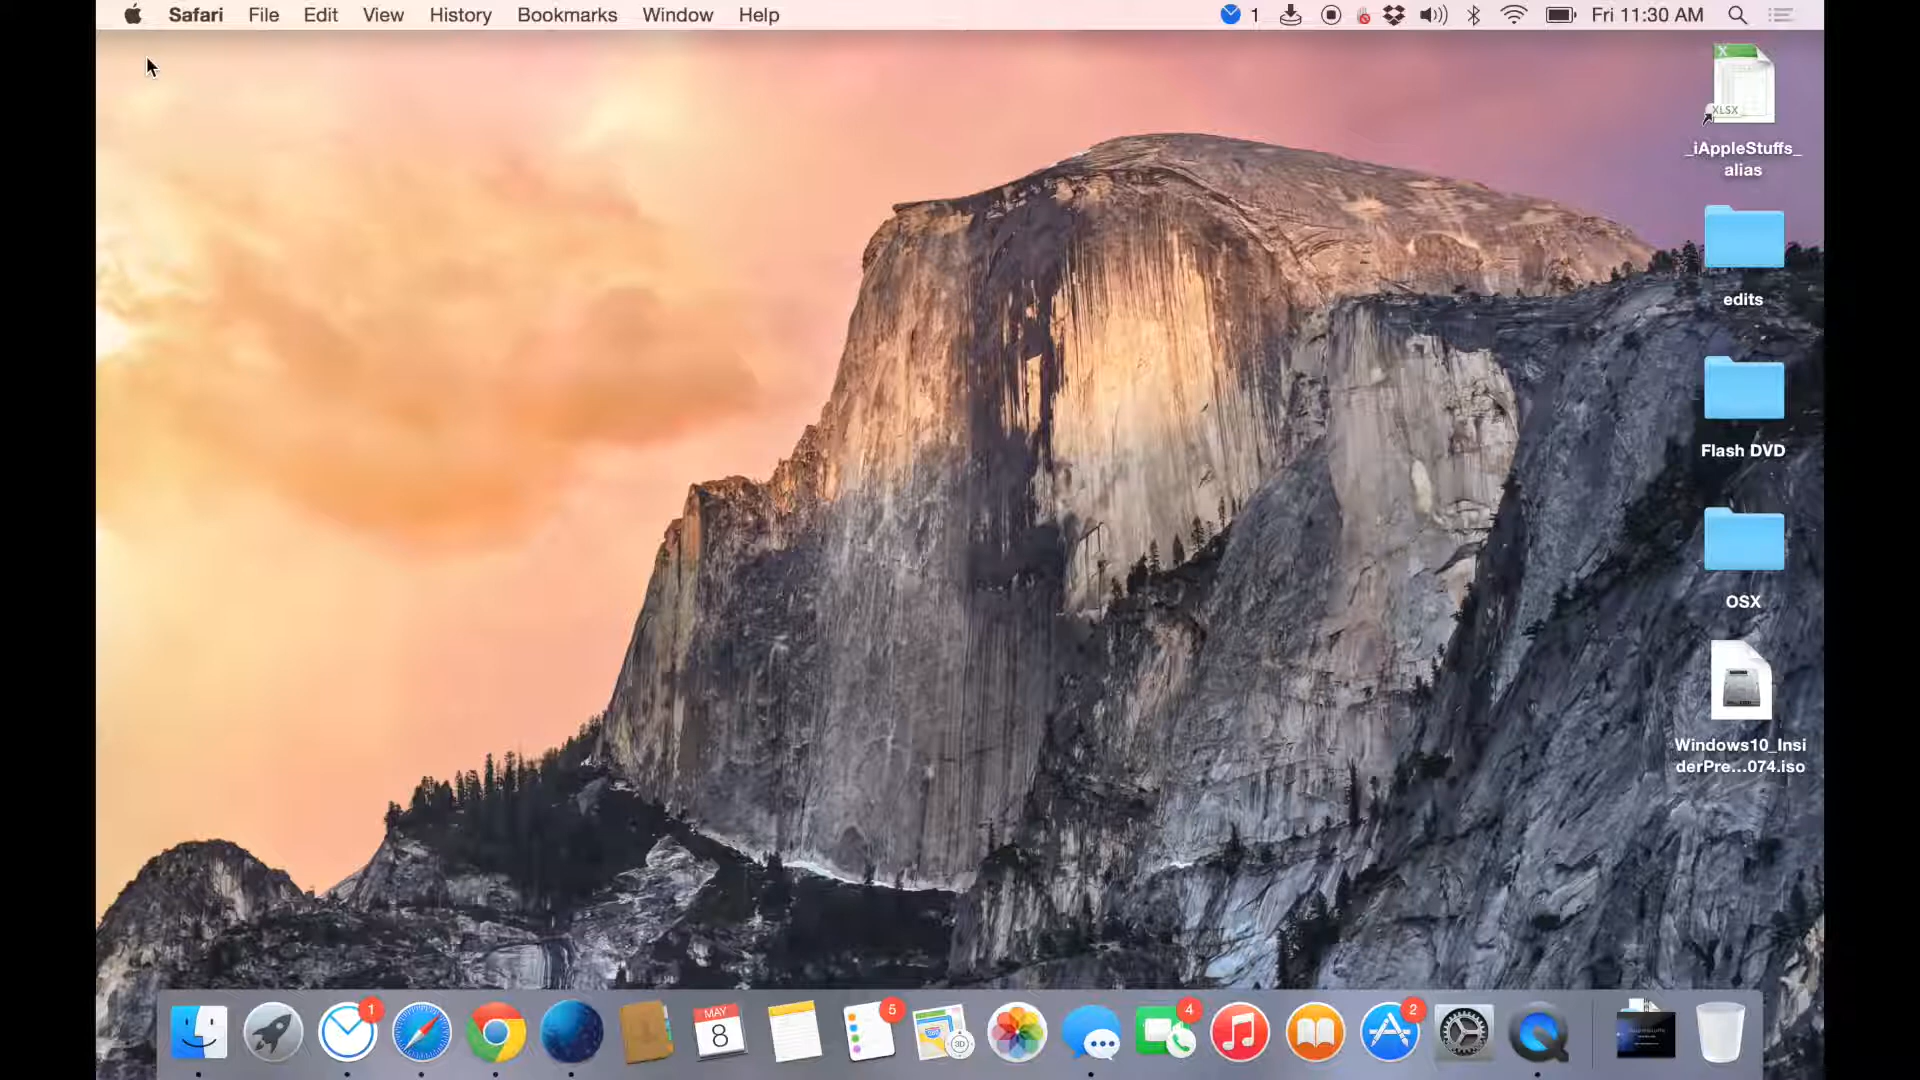 Safari File Edit View History Bookmarks Window Help 1 Fri 11:30 AM
X
XLSX
_iAppleStuffs_
alias
edits
Flash DVD
OSX
Windows10_Insi
derPre...074.iso
1
MAY
8
5
3D
4
2